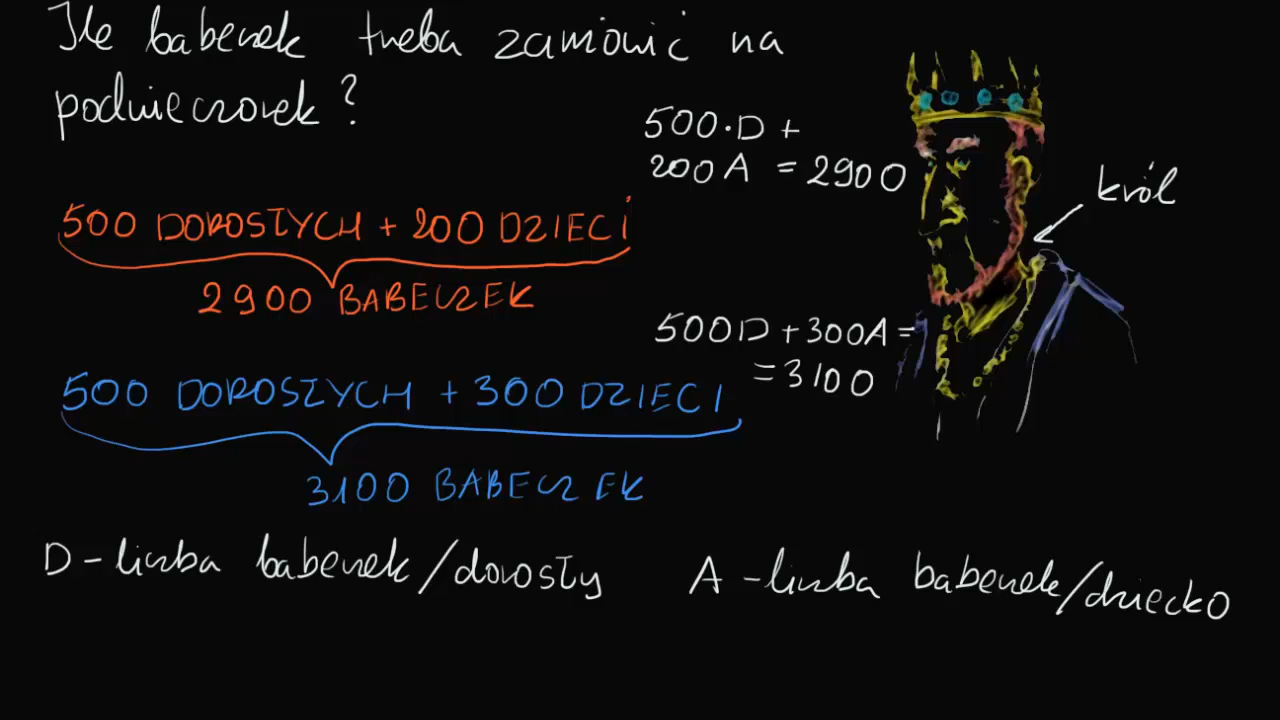 Ile babeczek trzeba zamówić na
podwieczorek?
500·D +
200A = 2900
król
500 DOROSŁYCH + 200 DZIECI
2900 BABECZEK
500D + 300A =
= 3100
500 DOROSŁYCH + 300 DZIECI
3100 BABECZEK
D - liczba babeczek/dorosły
A - liczba babeczek/dziecko